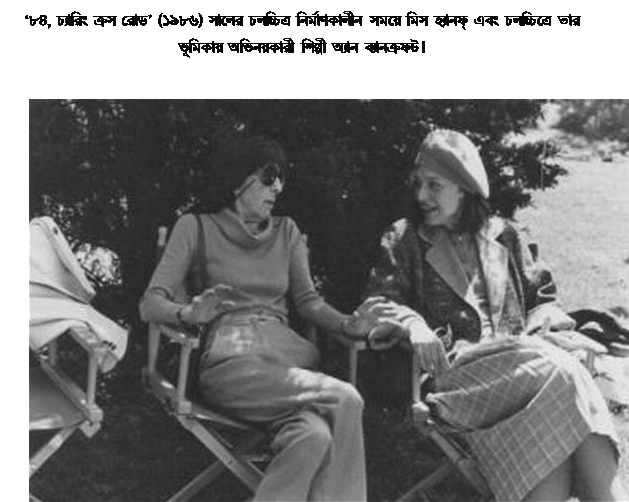 ‘৮৪, চ্যারিং ক্রস রোড’ (১৯৮৬) সালের চলচ্চিত্র নির্মাণকালীন সময়ে মিস হ্যানফ্ এবং চলচ্চিত্রে তার
ভূমিকায় অভিনয়কারী শিল্পী অ্যান ব্যানক্রফট।